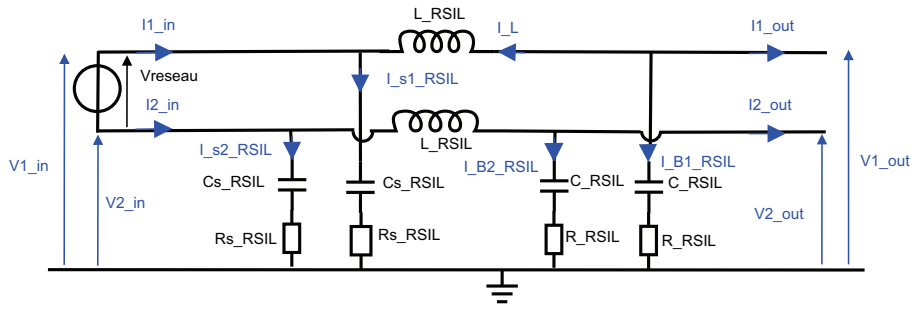 L_RSIL
I1_in
I_L
I1_out
Vreseau
I_s1_RSIL
I2_in
I2_out
L_RSIL
V1_in
I_s2_RSIL
I_B2_RSIL
I_B1_RSIL
V1_out
Cs_RSIL
Cs_RSIL
C_RSIL
C_RSIL
V2_in
V2_out
Rs_RSIL
Rs_RSIL
R_RSIL
R_RSIL